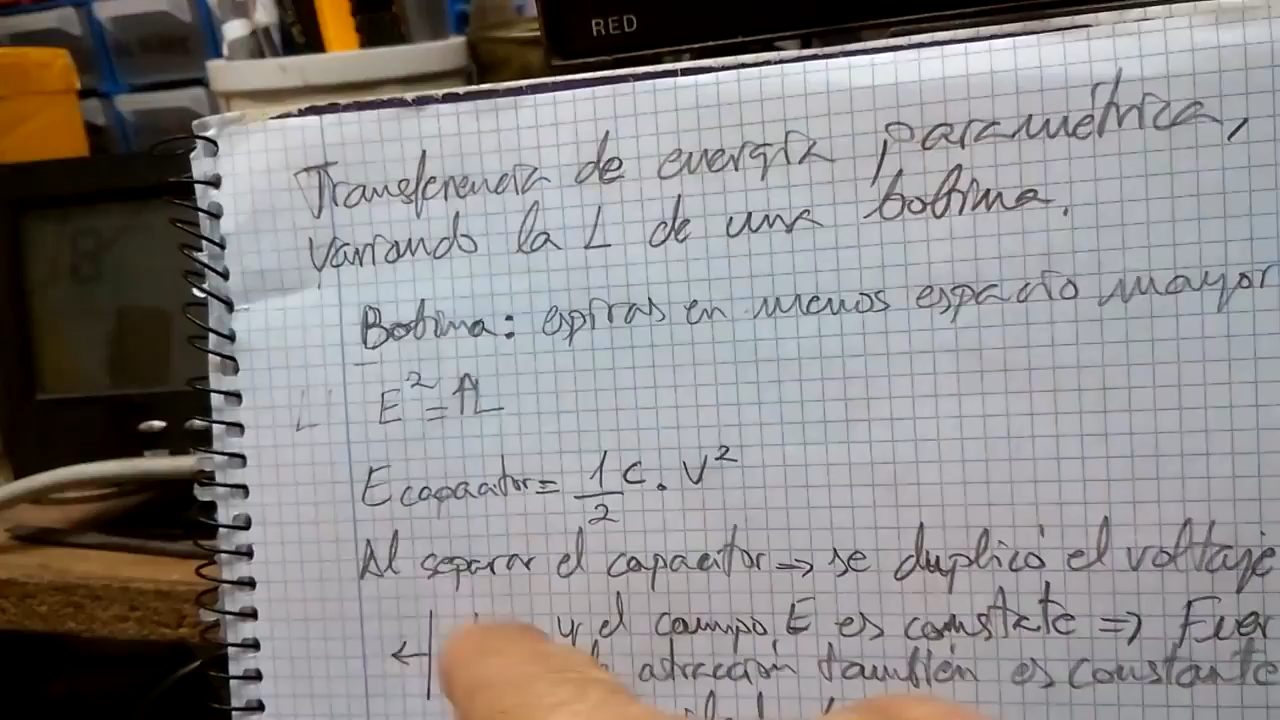 RED
Transferencia de energía paramétrica,
variando la L de una bobina.
Bobina: espiras en menos espacio mayor
L
E² = AL
E capacitor = 1/2 C . V²
Al separar el capacitor → se duplicó el voltaje
y el campo E es constate ⇒ Fuer
← atracción también es constante